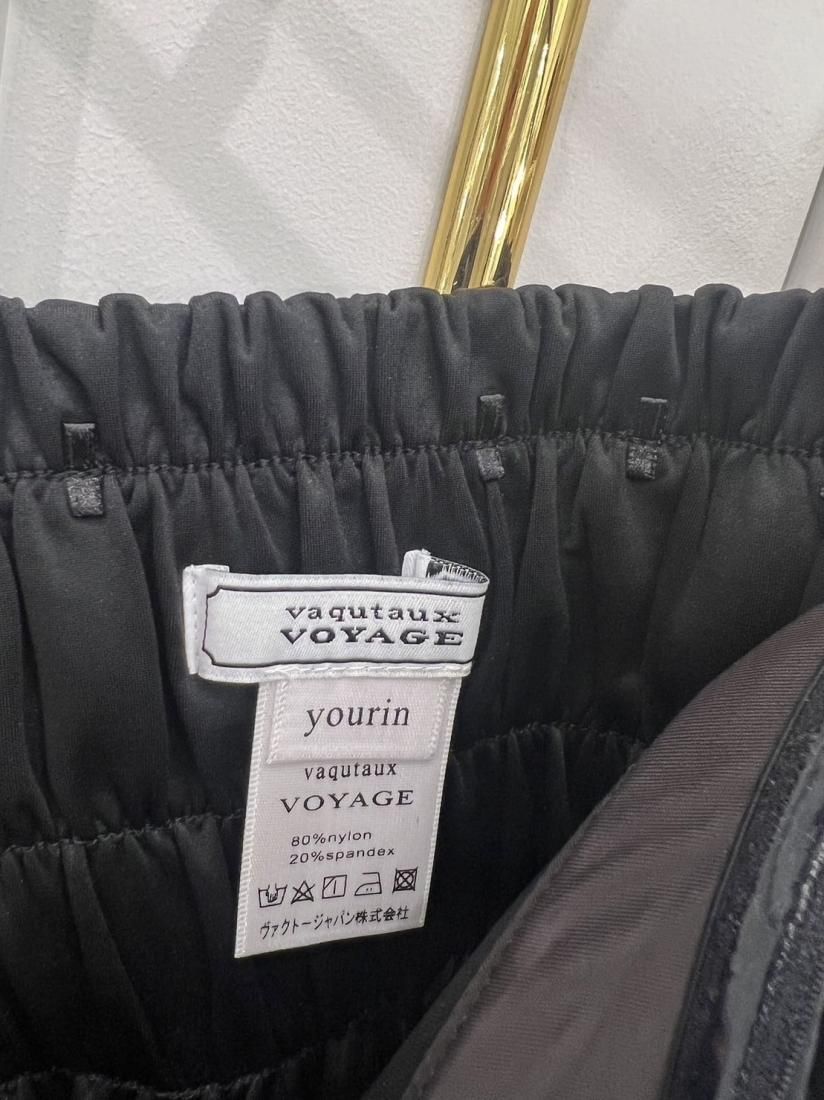 vaqutaux
VOYAGE
yourin
vaqutaux
VOYAGE
80%nylon
20%spandex
ヴァクトージャパン株式会社